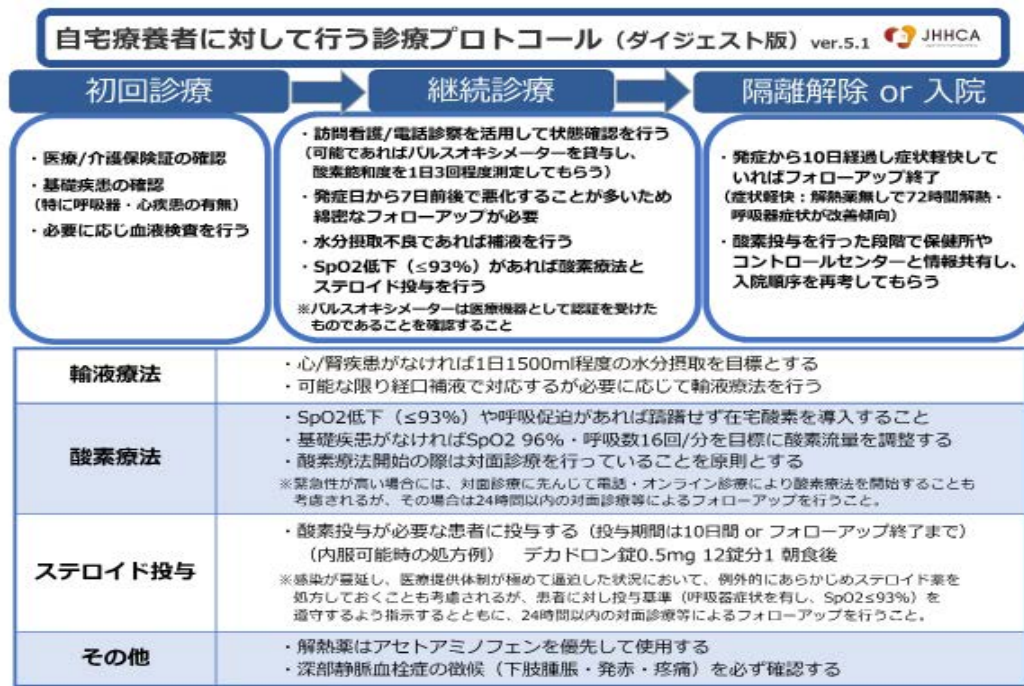 自宅療養者に対して行う診療プロトコール（ダイジェスト版）ver.5.1 JHHCA
初回診療
継続診療
隔離解除 or 入院
・医療/介護保険証の確認
・基礎疾患の確認
（特に呼吸器・心疾患の有無）
・必要に応じ血液検査を行う
・訪問看護/電話診察を活用して状態確認を行う
（可能であればパルスオキシメーターを貸与し、
酸素飽和度を1日3回程度測定してもらう）
・発症日から7日前後で悪化することが多いため
綿密なフォローアップが必要
・水分摂取不良であれば補液を行う
・SpO2低下（≤93%）があれば酸素療法と
ステロイド投与を行う
※パルスオキシメーターは医療機器として認証を受けた
ものであることを確認すること
・発症から10日経過し症状軽快して
いればフォローアップ終了
（症状軽快：解熱薬無しで72時間解熱・
呼吸器症状が改善傾向）
・酸素投与を行った段階で保健所や
コントロールセンターと情報共有し、
入院順序を再考してもらう
輸液療法
・心/腎疾患がなければ1日1500ml程度の水分摂取を目標とする
・可能な限り経口補液で対応するが必要に応じて輸液療法を行う
酸素療法
・SpO2低下（≤93%）や呼吸促迫があれば躊躇せず在宅酸素を導入すること
・基礎疾患がなければSpO2 96%・呼吸数16回/分を目標に酸素流量を調整する
・酸素療法開始の際は対面診療を行っていることを原則とする
※緊急性が高い場合には、対面診療に先んじて電話・オンライン診療により酸素療法を開始することも
考慮されるが、その場合は24時間以内の対面診療等によるフォローアップを行うこと。
ステロイド投与
・酸素投与が必要な患者に投与する（投与期間は10日間 or フォローアップ終了まで）
（内服可能時の処方例）　デカドロン錠0.5mg 12錠分1 朝食後
※感染が蔓延し、医療提供体制が極めて逼迫した状況において、例外的にあらかじめステロイド薬を
処方しておくことも考慮されるが、患者に対し投与基準（呼吸器症状を有し、SpO2≤93%）を
遵守するよう指示するとともに、24時間以内の対面診療等によるフォローアップを行うこと。
その他
・解熱薬はアセトアミノフェンを優先して使用する
・深部静脈血栓症の徴候（下肢腫脹・発赤・疼痛）を必ず確認する